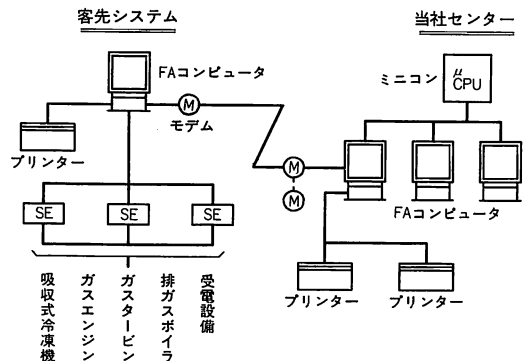 客先システム
当社センター
FAコンピュータ
ミニコン
μCPU
M
モデム
プリンター
M
M
FAコンピュータ
SE
SE
SE
プリンター
プリンター
吸収式冷凍機
ガスエンジン
ガスタービン
排ガスボイラ
受電設備